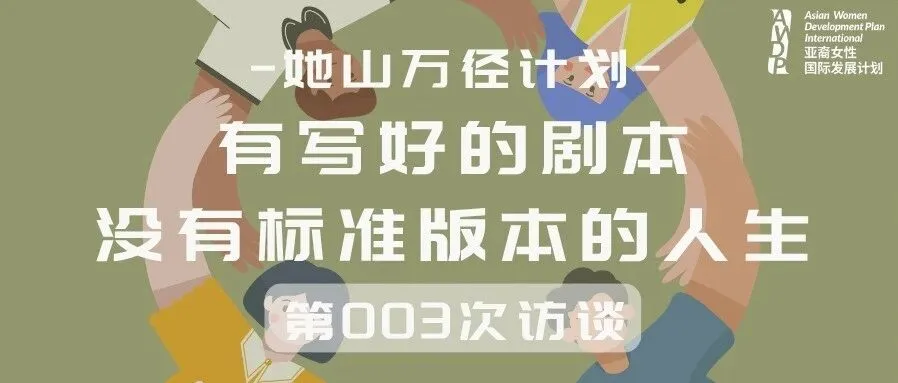 Asian Women
Development Plan
International
亚裔女性
国际发展计划
AWDP
-她山万径计划-
有写好的剧本
没有标准版本的人生
第003次访谈